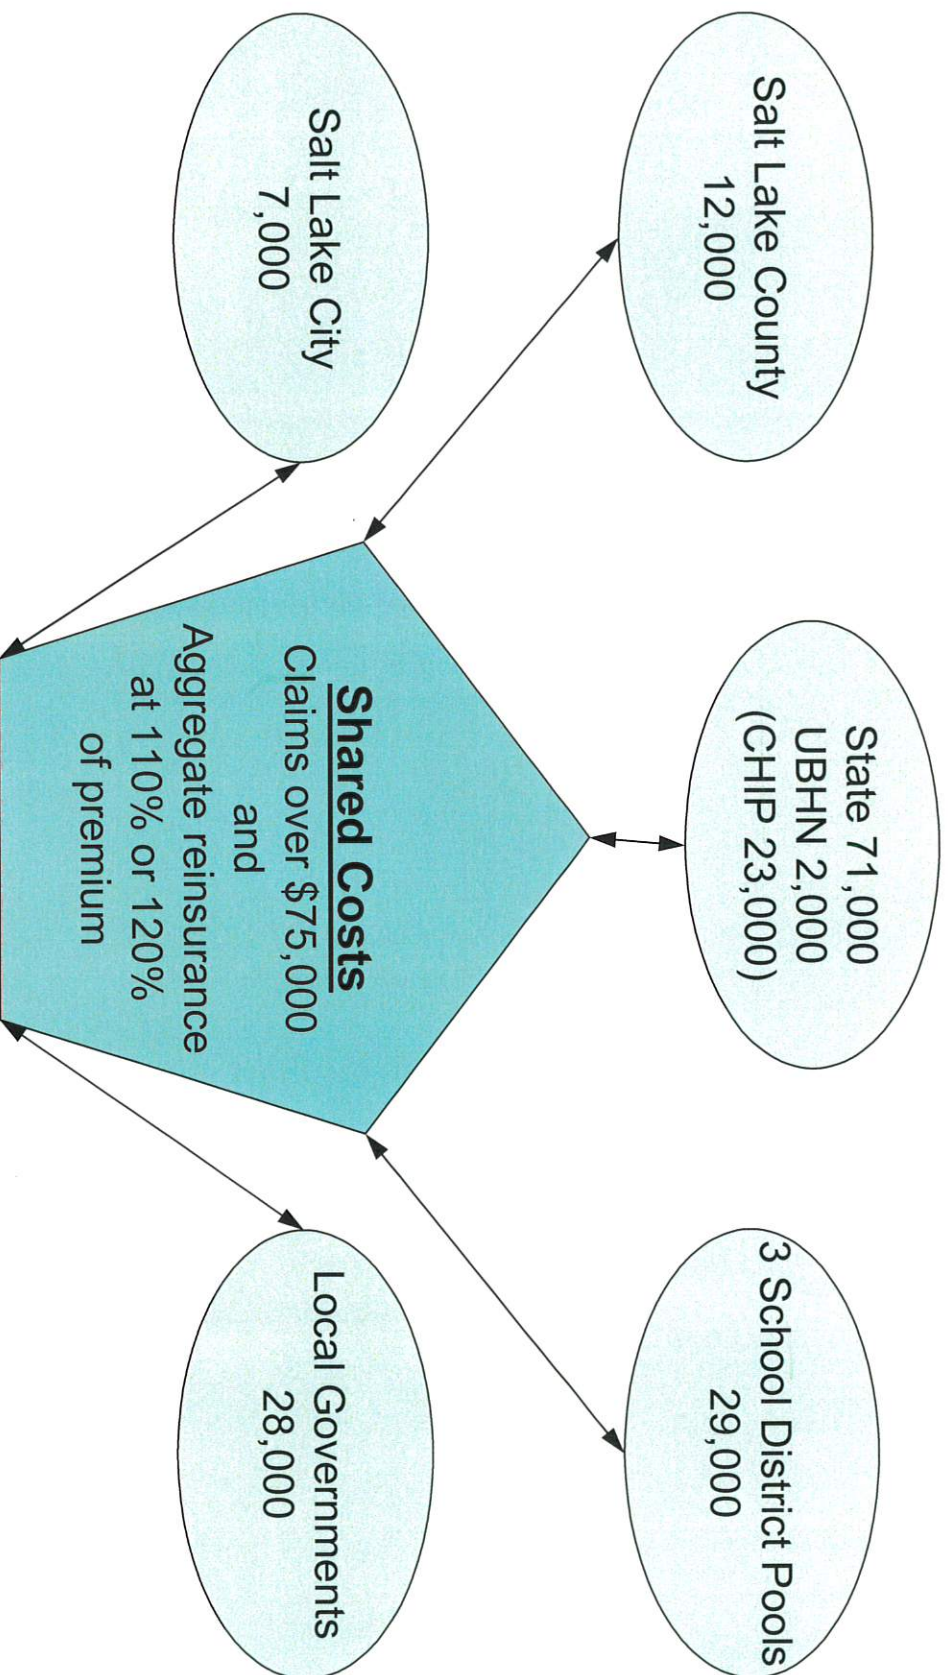 State 71,000
UBHN 2,000
(CHIP 23,000)
Salt Lake County
12,000
3 School District Pools
29,000
Shared Costs
Claims over $75,000
and
Aggregate reinsurance
at 110% or 120%
of premium
Salt Lake City
7,000
Local Governments
28,000